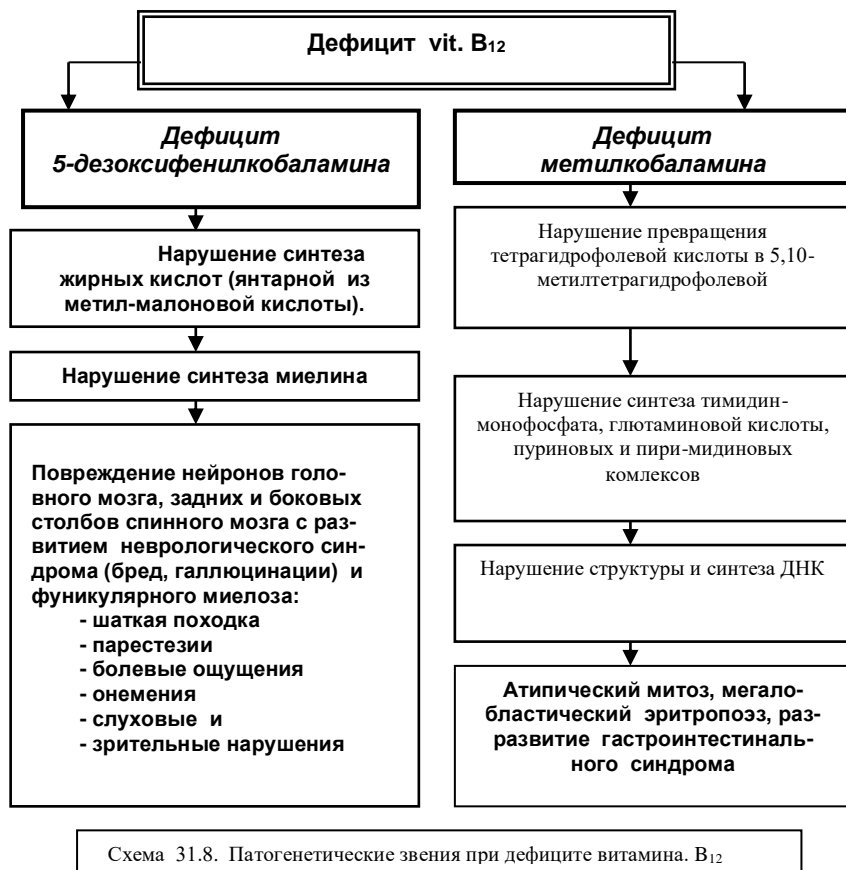 Дефицит vit. B12
Дефицит
5-дезоксифенилкобаламина
Нарушение синтеза
жирных кислот (янтарной из
метил-малоновой кислоты).
Нарушение синтеза миелина
Повреждение нейронов голо-
вного мозга, задних и боковых
столбов спинного мозга с раз-
витием неврологического син-
дрома (бред, галлюцинации) и
фуникулярного миелоза:
- шаткая походка
- парестезии
- болевые ощущения
- онемения
- слуховые и
- зрительные нарушения
Дефицит
метилкобаламина
Нарушение превращения
тетрагидрофолевой кислоты в 5,10-
метилтетрагидрофолевой
Нарушение синтеза тимидин-
монофосфата, глютаминовой кислоты,
пуриновых и пири-мидиновых
комлексов
Нарушение структуры и синтеза ДНК
Атипический митоз, мегало-
бластический эритропоэз, раз-
развитие гастроинтестиналь-
ного синдрома
Схема 31.8. Патогенетические звения при дефиците витамина. B12